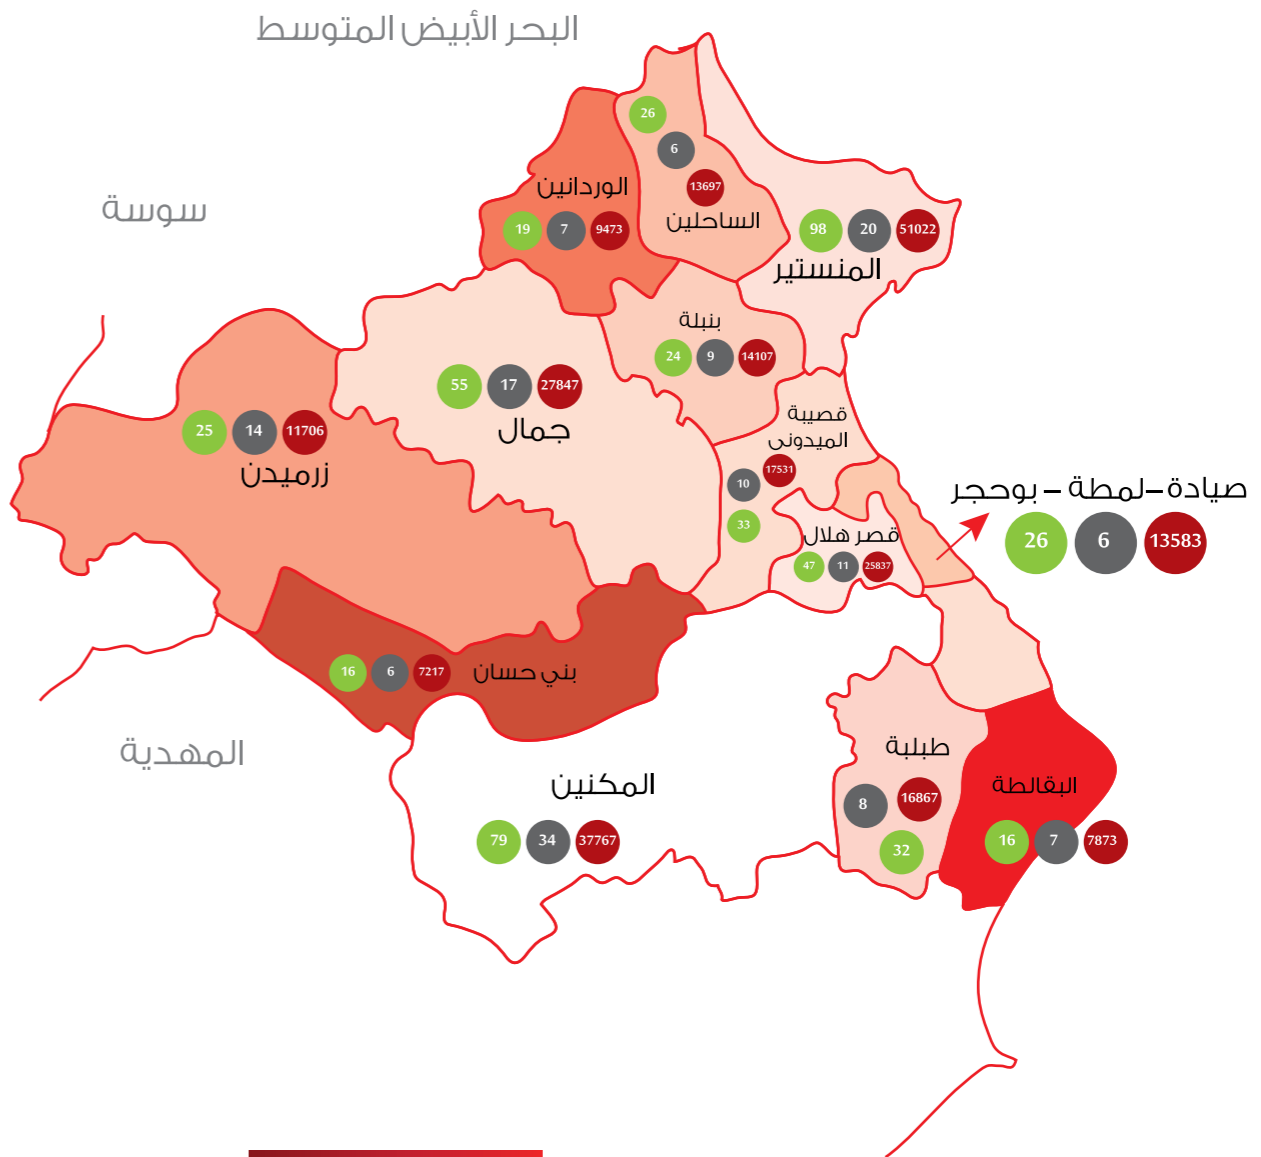 البحر الأبيض المتوسط
26
6
13697
الساحلين
الوردانين
19 7 9473
سوسة
98 20 51022
المنستير
بنبلة
24 9 14107
55 17 27847
جمال
قصيبة
الميدوني
17531
10
33
25 14 11706
زرميدن
صيادة – لمطة – بوحجر
26 6 13583
قصر هلال
47 11 25837
16 6 7217
بني حسان
المهدية
طبلبة
8 16867
32
البقالطة
16 7 7873
المكنين
79 34 37767